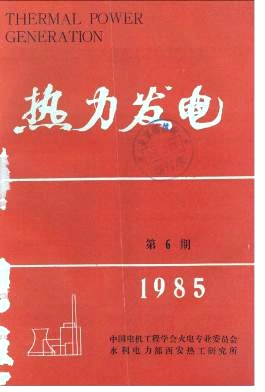 THERMAL POWER
GENERATION
热力发电
第 6 期
1985
中国电机工程学会火电专业委员会
水利电力部西安热工研究所